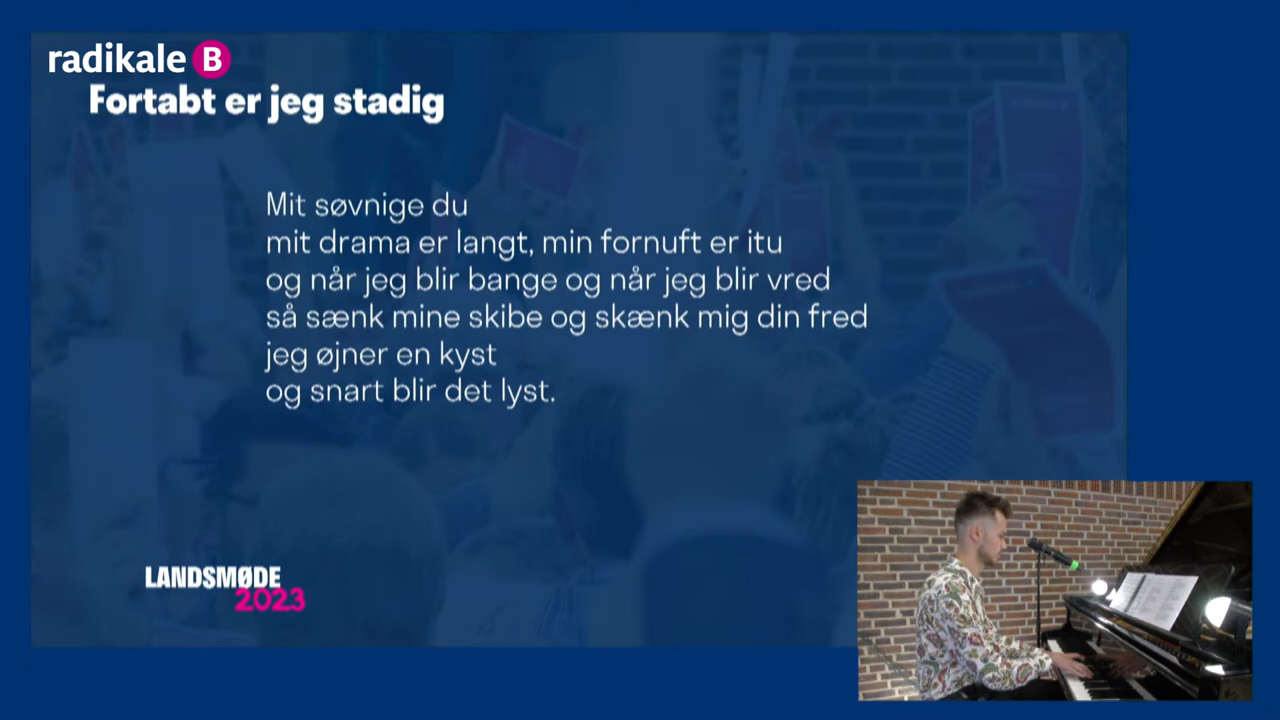 radikale B
Fortabt er jeg stadig
Mit søvnige du
mit drama er langt, min fornuft er itu
og når jeg blir bange og når jeg blir vred
så sænk mine skibe og skænk mig din fred
jeg øjner en kyst
og snart blir det lyst.
LANDSMØDE
2023